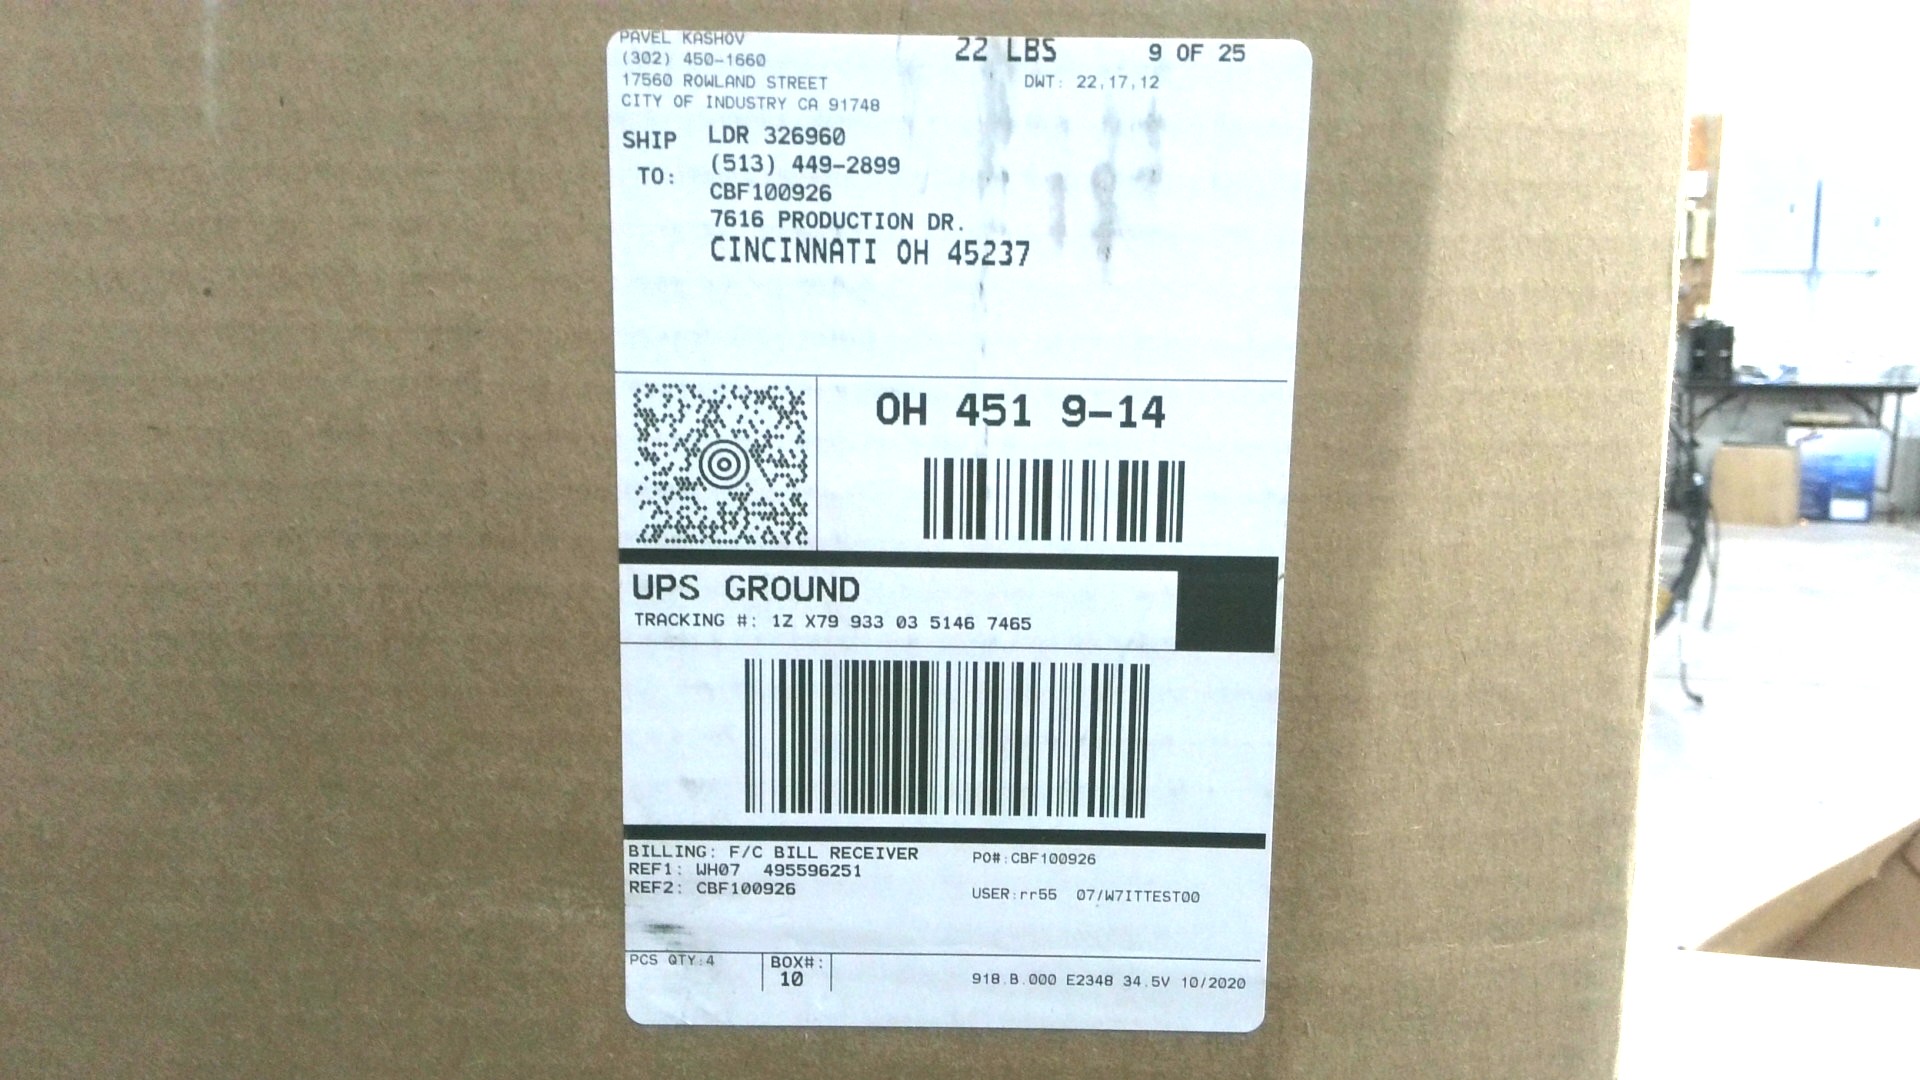 PAVEL KASHOV
(302) 450-1660
17560 ROWLAND STREET
CITY OF INDUSTRY CA 91748
22 LBS
9 OF 25
DWT: 22,17,12
SHIP TO:
LDR 326960
(513) 449-2899
CBF100926
7616 PRODUCTION DR.
CINCINNATI OH 45237
OH 451 9-14
UPS GROUND
TRACKING #: 1Z X79 933 03 5146 7465
BILLING: F/C BILL RECEIVER
REF1: WH07 495596251
REF2: CBF100926
PO#:CBF100926
USER:rr55 07/W7ITTEST00
PCS QTY:4
BOX#:
10
918.B.000 E2348 34.5V 10/2020